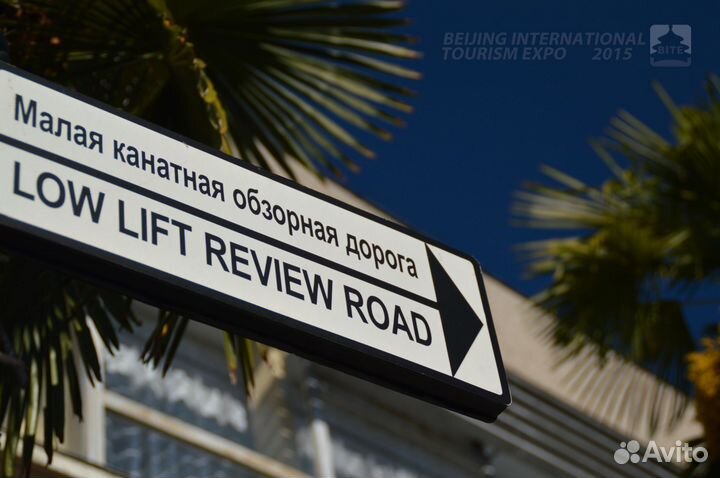 BEIJING INTERNATIONAL
TOURISM EXPO 2015
BITE
Малая канатная обзорная дорога
LOW LIFT REVIEW ROAD
Avito